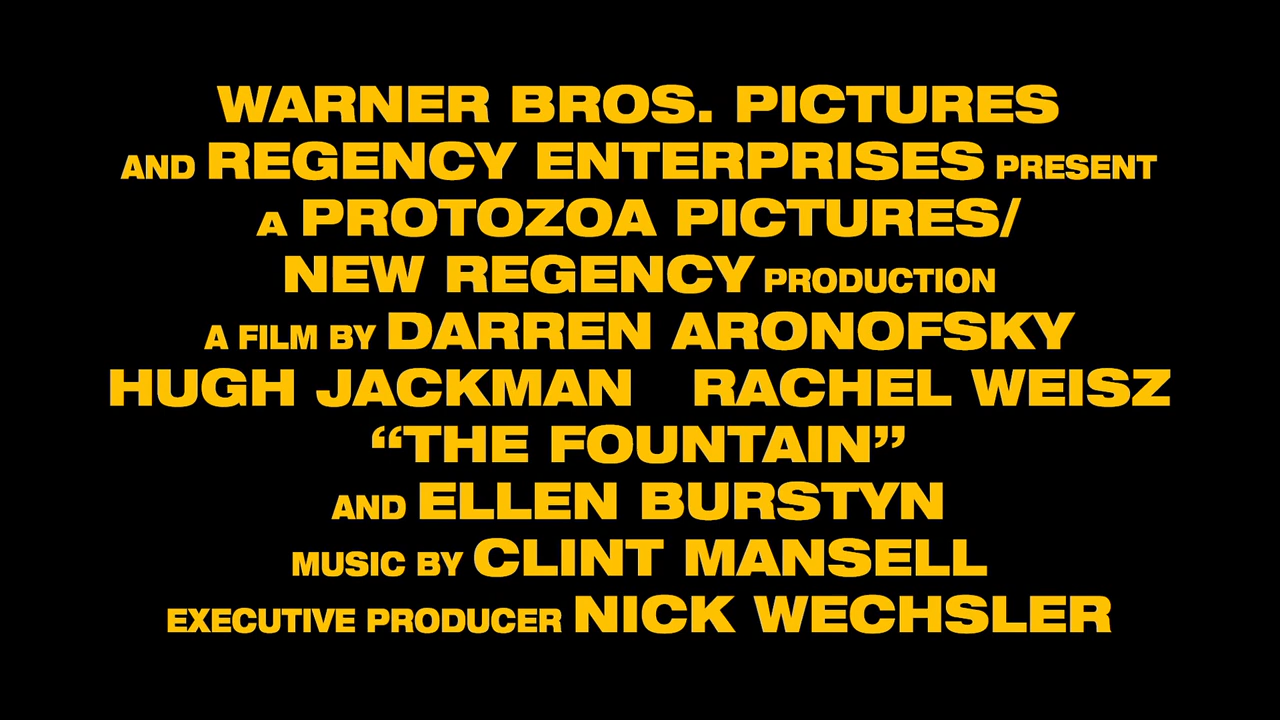 WARNER BROS. PICTURES
AND REGENCY ENTERPRISES PRESENT
A PROTOZOA PICTURES/
NEW REGENCY PRODUCTION
A FILM BY DARREN ARONOFSKY
HUGH JACKMAN RACHEL WEISZ
“THE FOUNTAIN”
AND ELLEN BURSTYN
MUSIC BY CLINT MANSELL
EXECUTIVE PRODUCER NICK WECHSLER